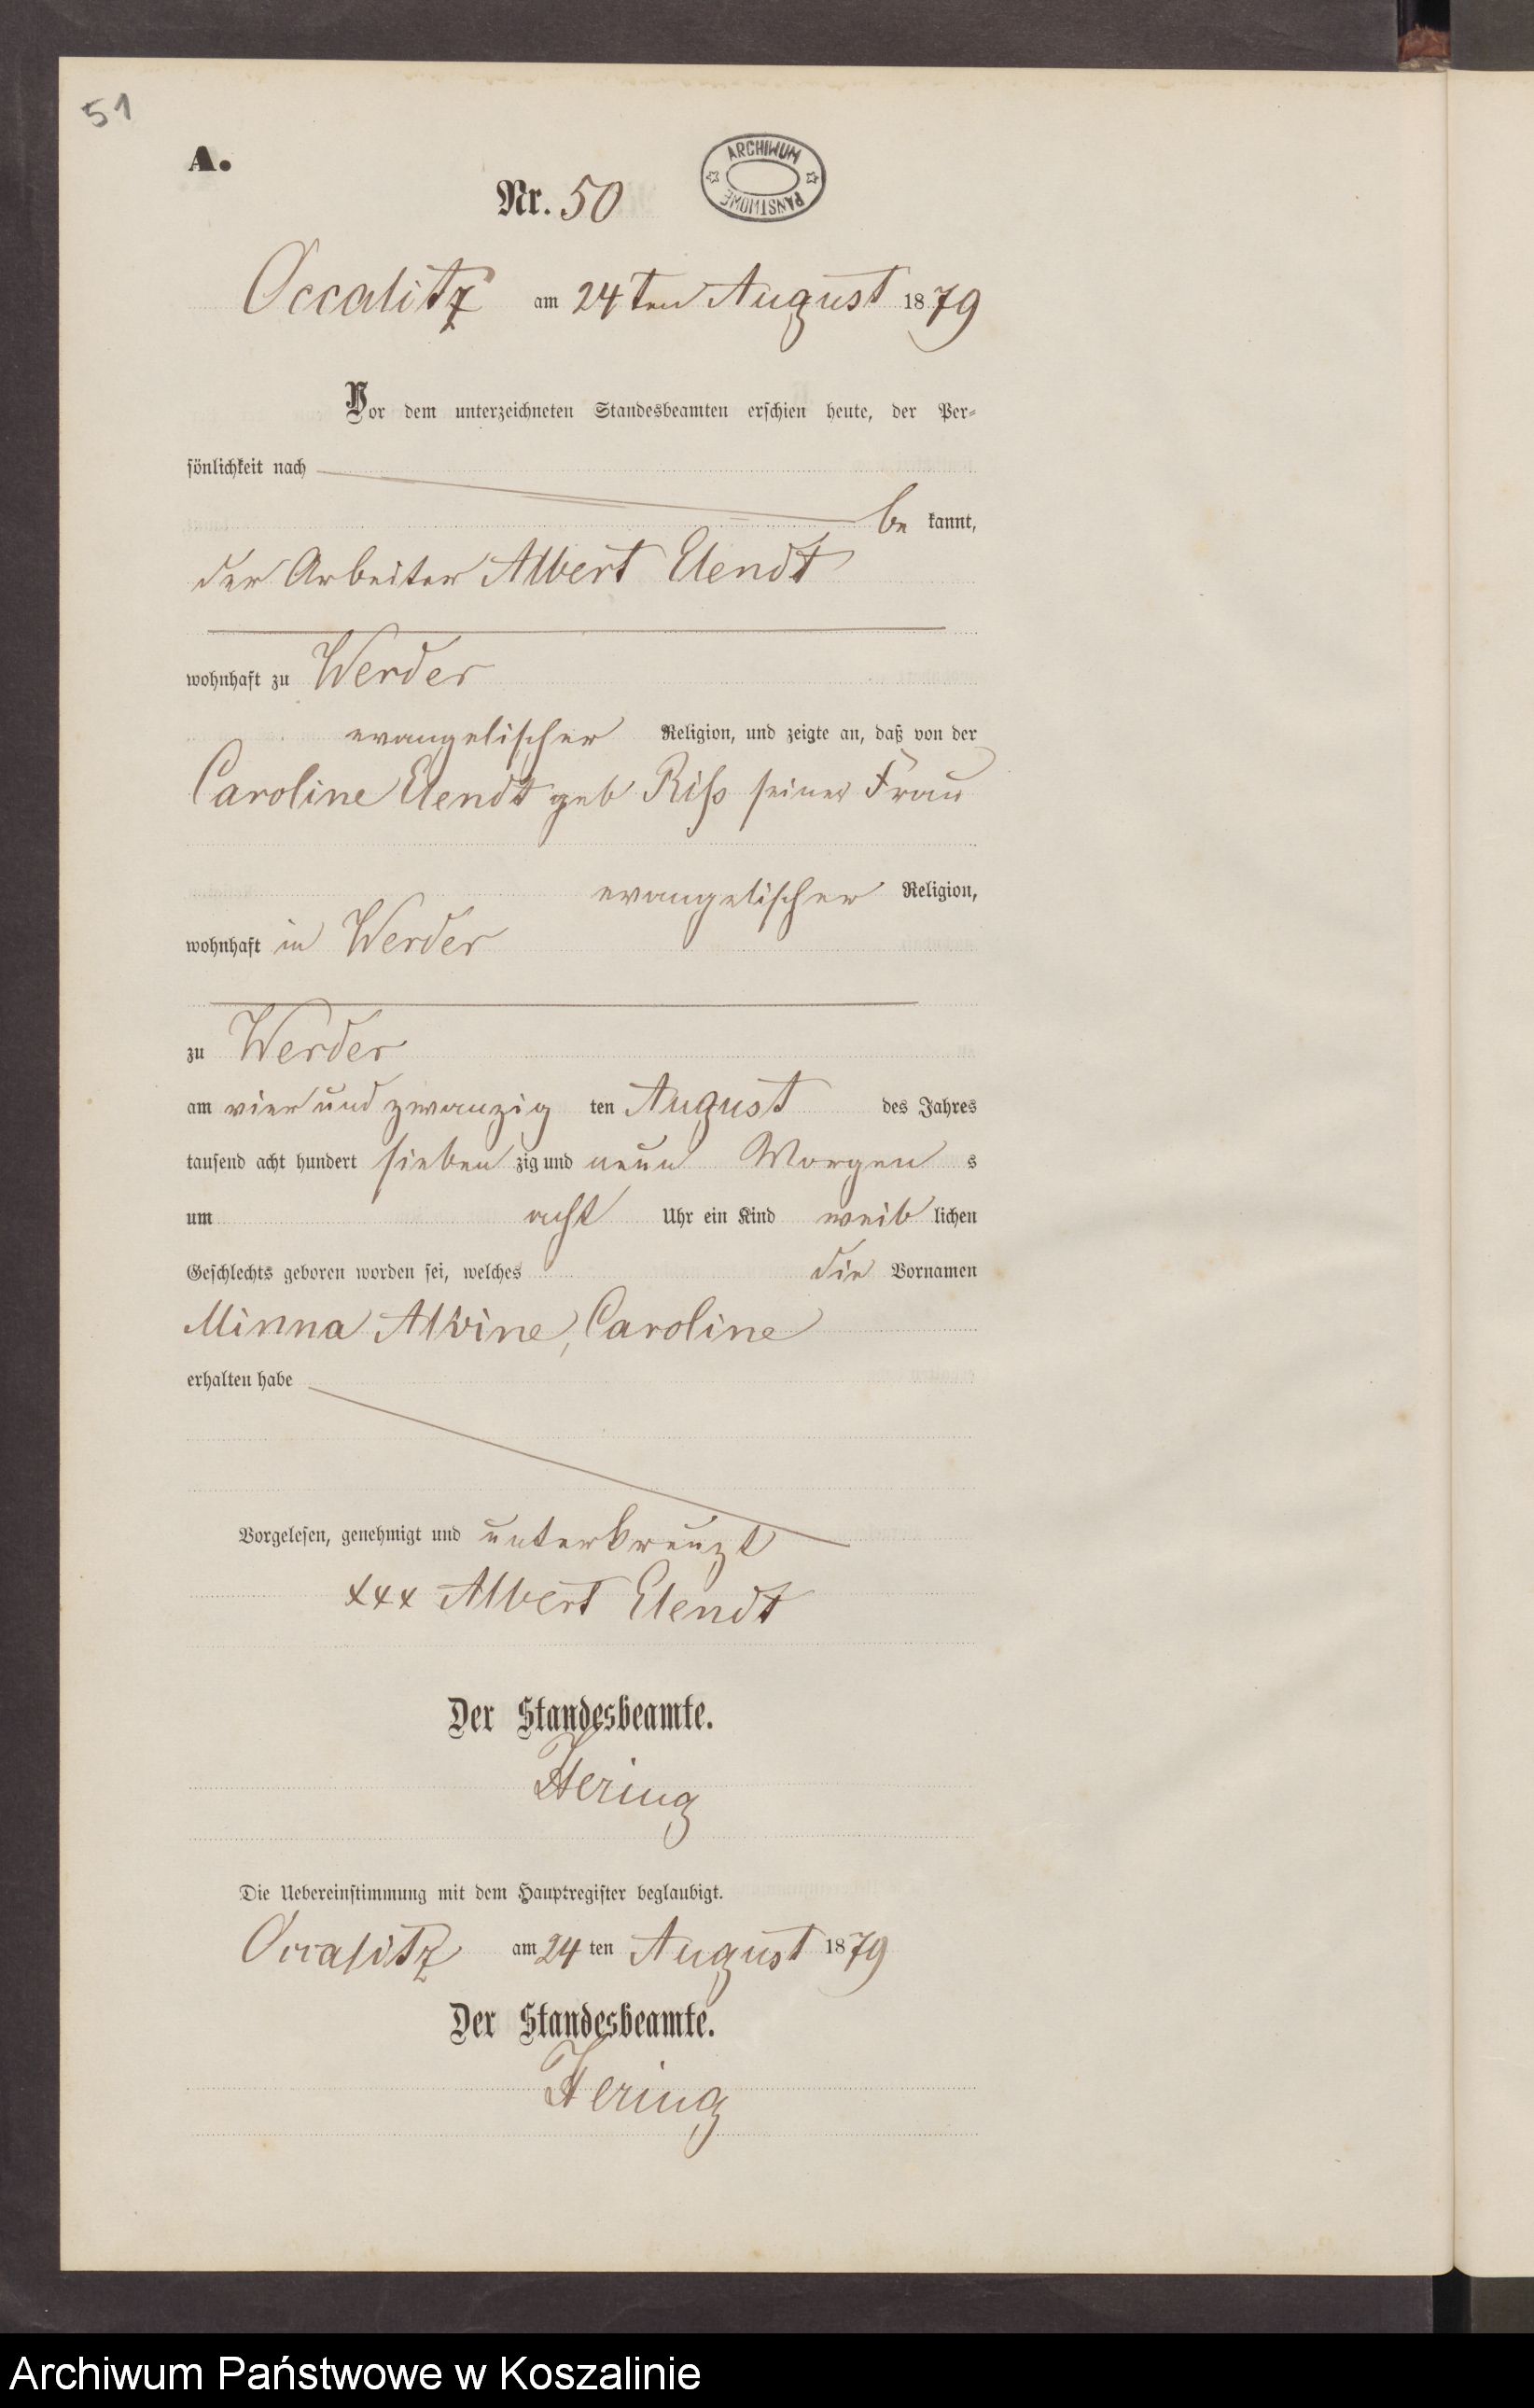 51
A.
ARCHIWUM
PAŃSTWOWE
Nr. 50
Occalitz am 24ten August 1879
Vor dem unterzeichneten Standesbeamten erschien heute, der Per-
sönlichkeit nach
be kannt,
der Arbeiter Albert Elendt
wohnhaft zu Werder
evangelischer Religion, und zeigte an, daß von der
Caroline Elendt geb Riß seiner Frau
evangelischer Religion,
wohnhaft in Werder
zu Werder
am vier und zwanzig ten August des Jahres
tausend acht hundert sieben zig und neun Morgen s
um acht Uhr ein Kind weib lichen
Geschlechts geboren worden sei, welches die Vornamen
Minna Alvine, Caroline
erhalten habe
Vorgelesen, genehmigt und unterkreuzt
xxx Albert Elendt
Der Standesbeamte.
Hering
Die Uebereinstimmung mit dem Hauptregister beglaubigt.
Occalitz am 24 ten August 1879
Der Standesbeamte.
Hering
Archiwum Państwowe w Koszalinie